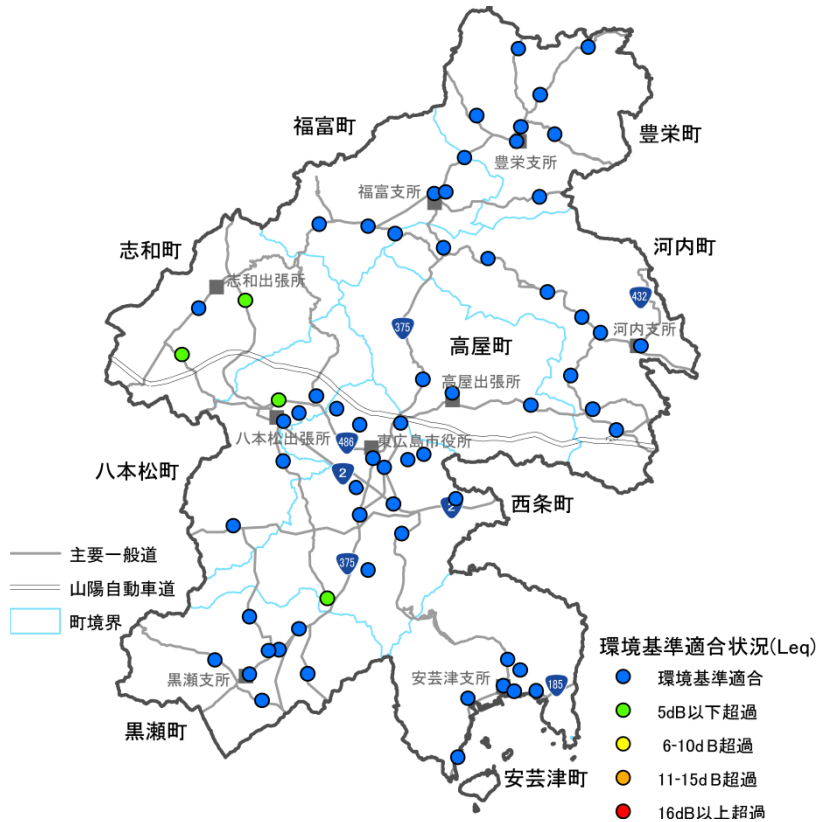 福富町
豊栄町
豊栄支所
福富支所
志和町
河内町
志和出張所
432
375
河内支所
高屋町
高屋出張所
八本松出張所
東広島市役所
486
八本松町
2
西条町
2
主要一般道
375
山陽自動車道
町境界
環境基準適合状況(Leq)
黒瀬支所
安芸津支所
185
環境基準適合
黒瀬町
5dB以下超過
6-10dB超過
安芸津町
11-15dB超過
16dB以上超過